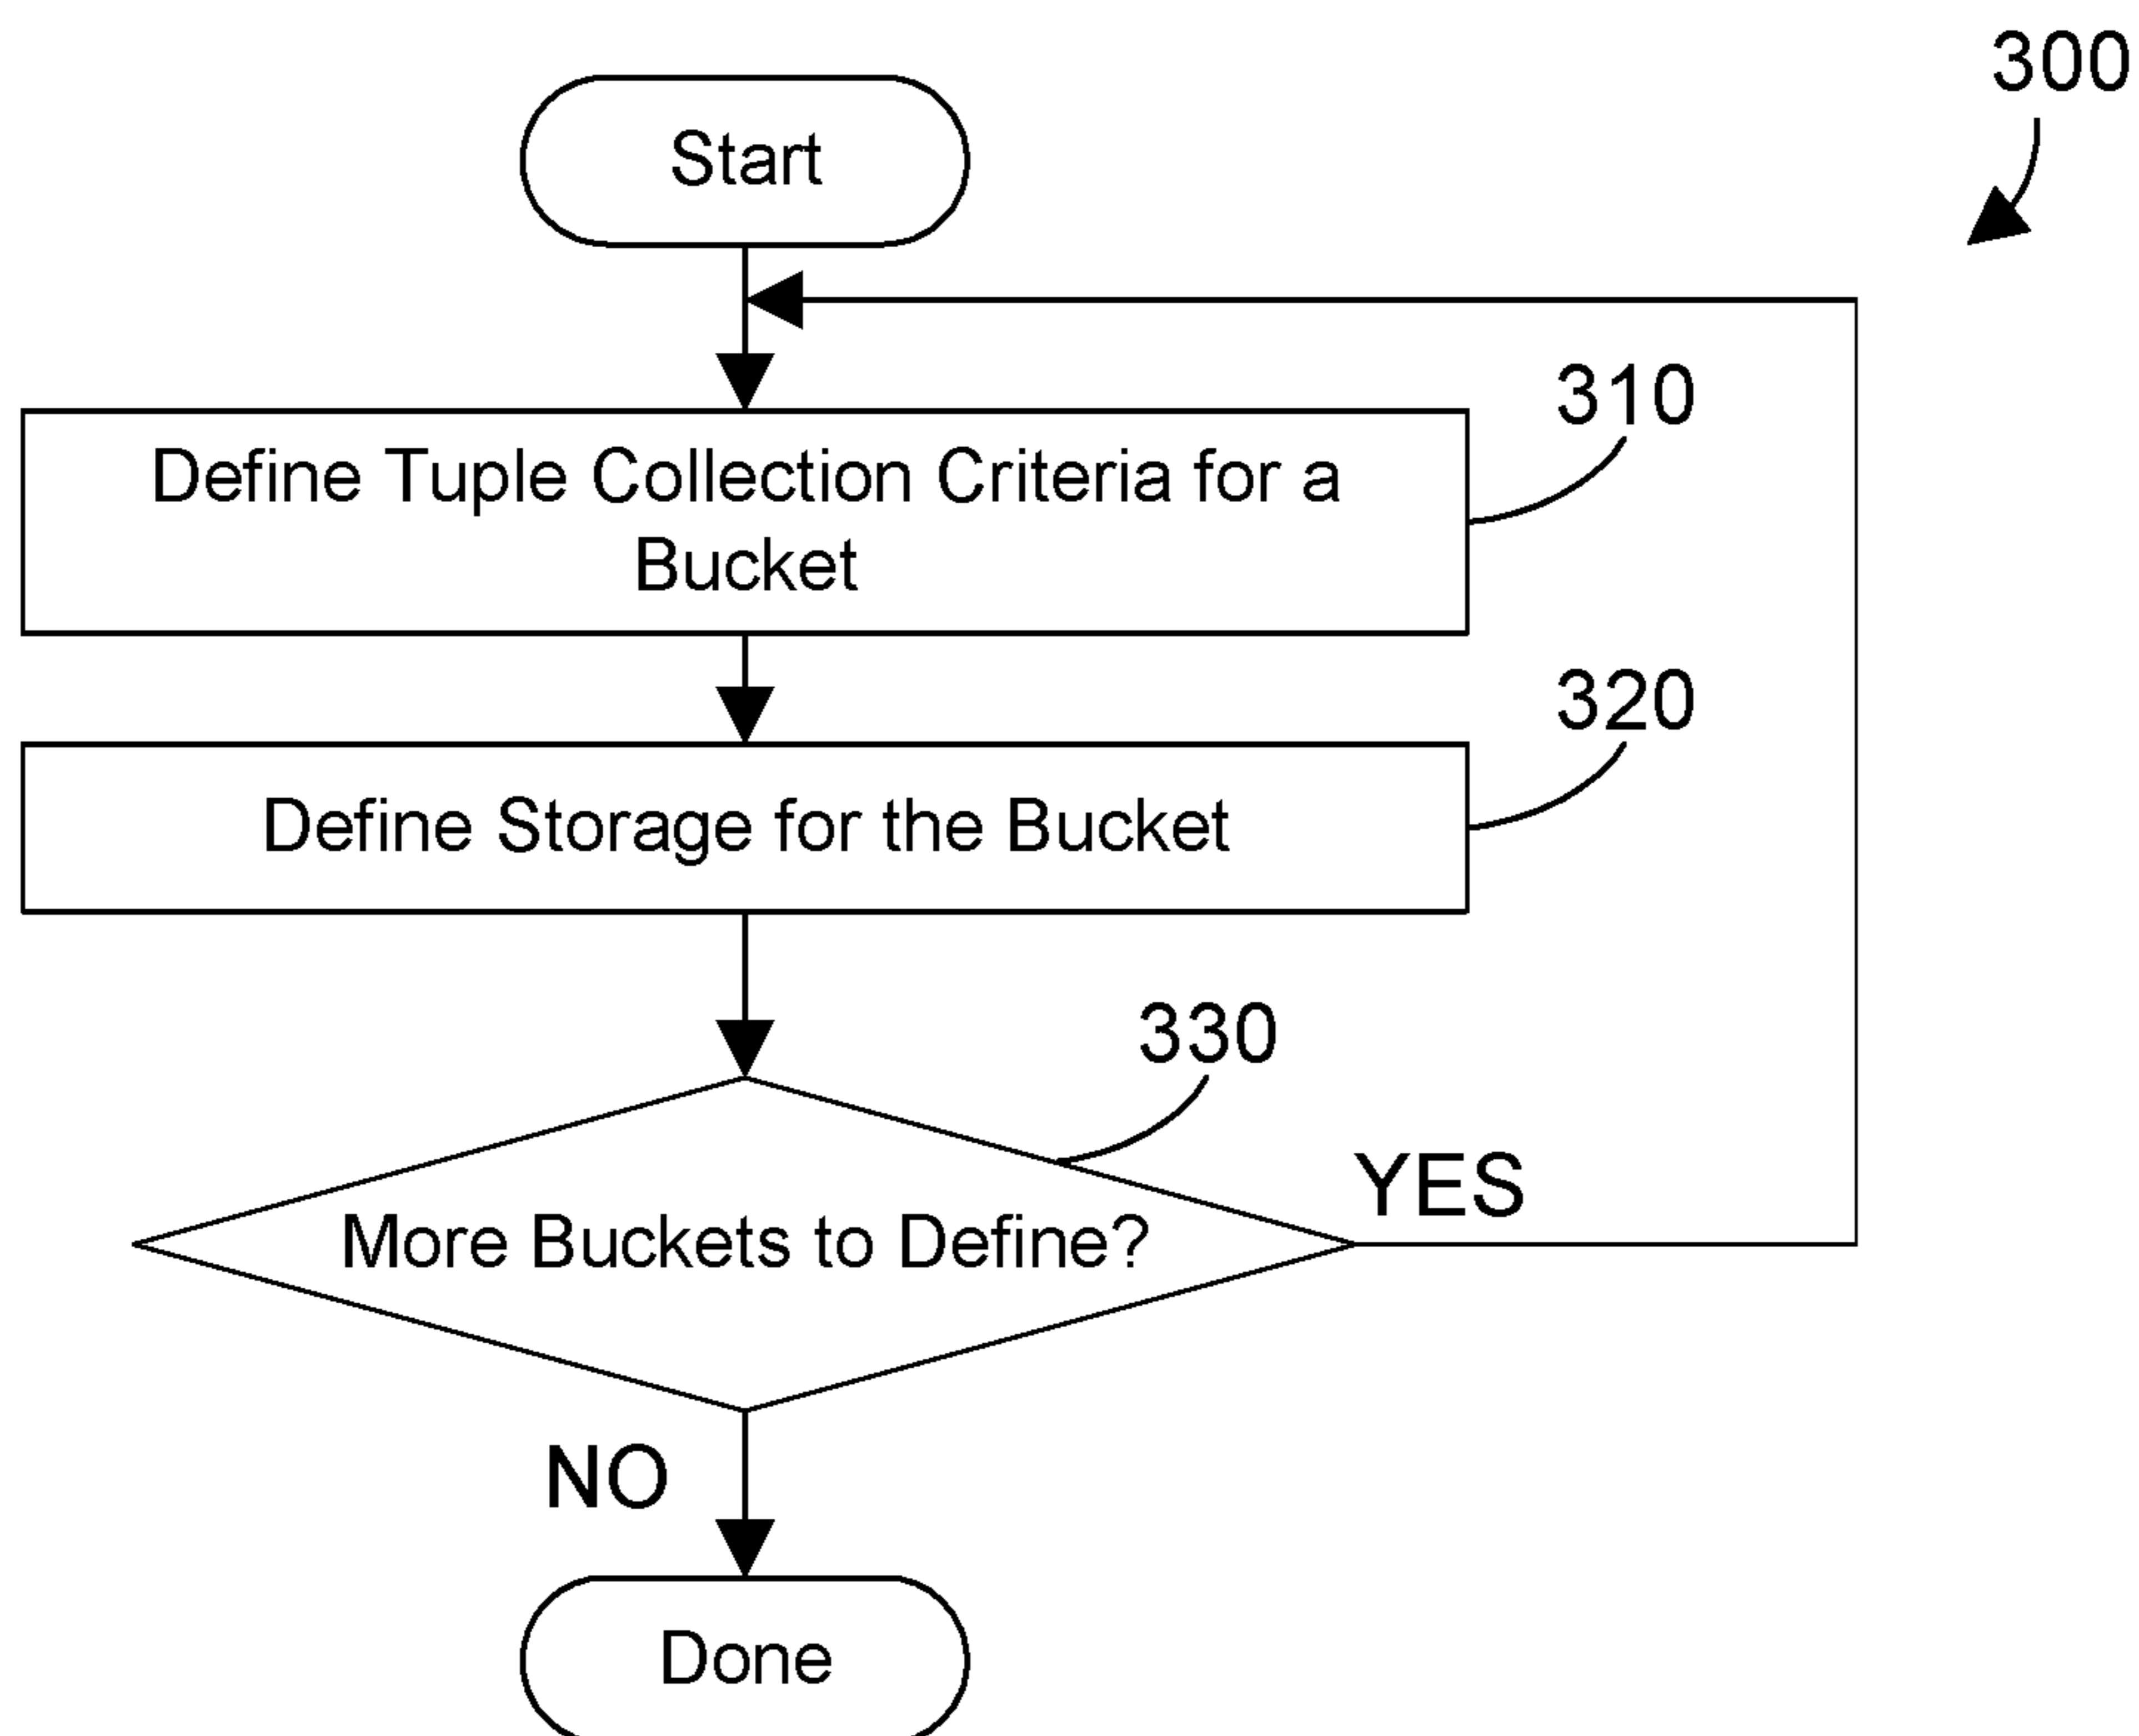 300
Start
310
Define Tuple Collection Criteria for a
Bucket
320
Define Storage for the Bucket
330
YES
More Buckets to Define?
NO
Done